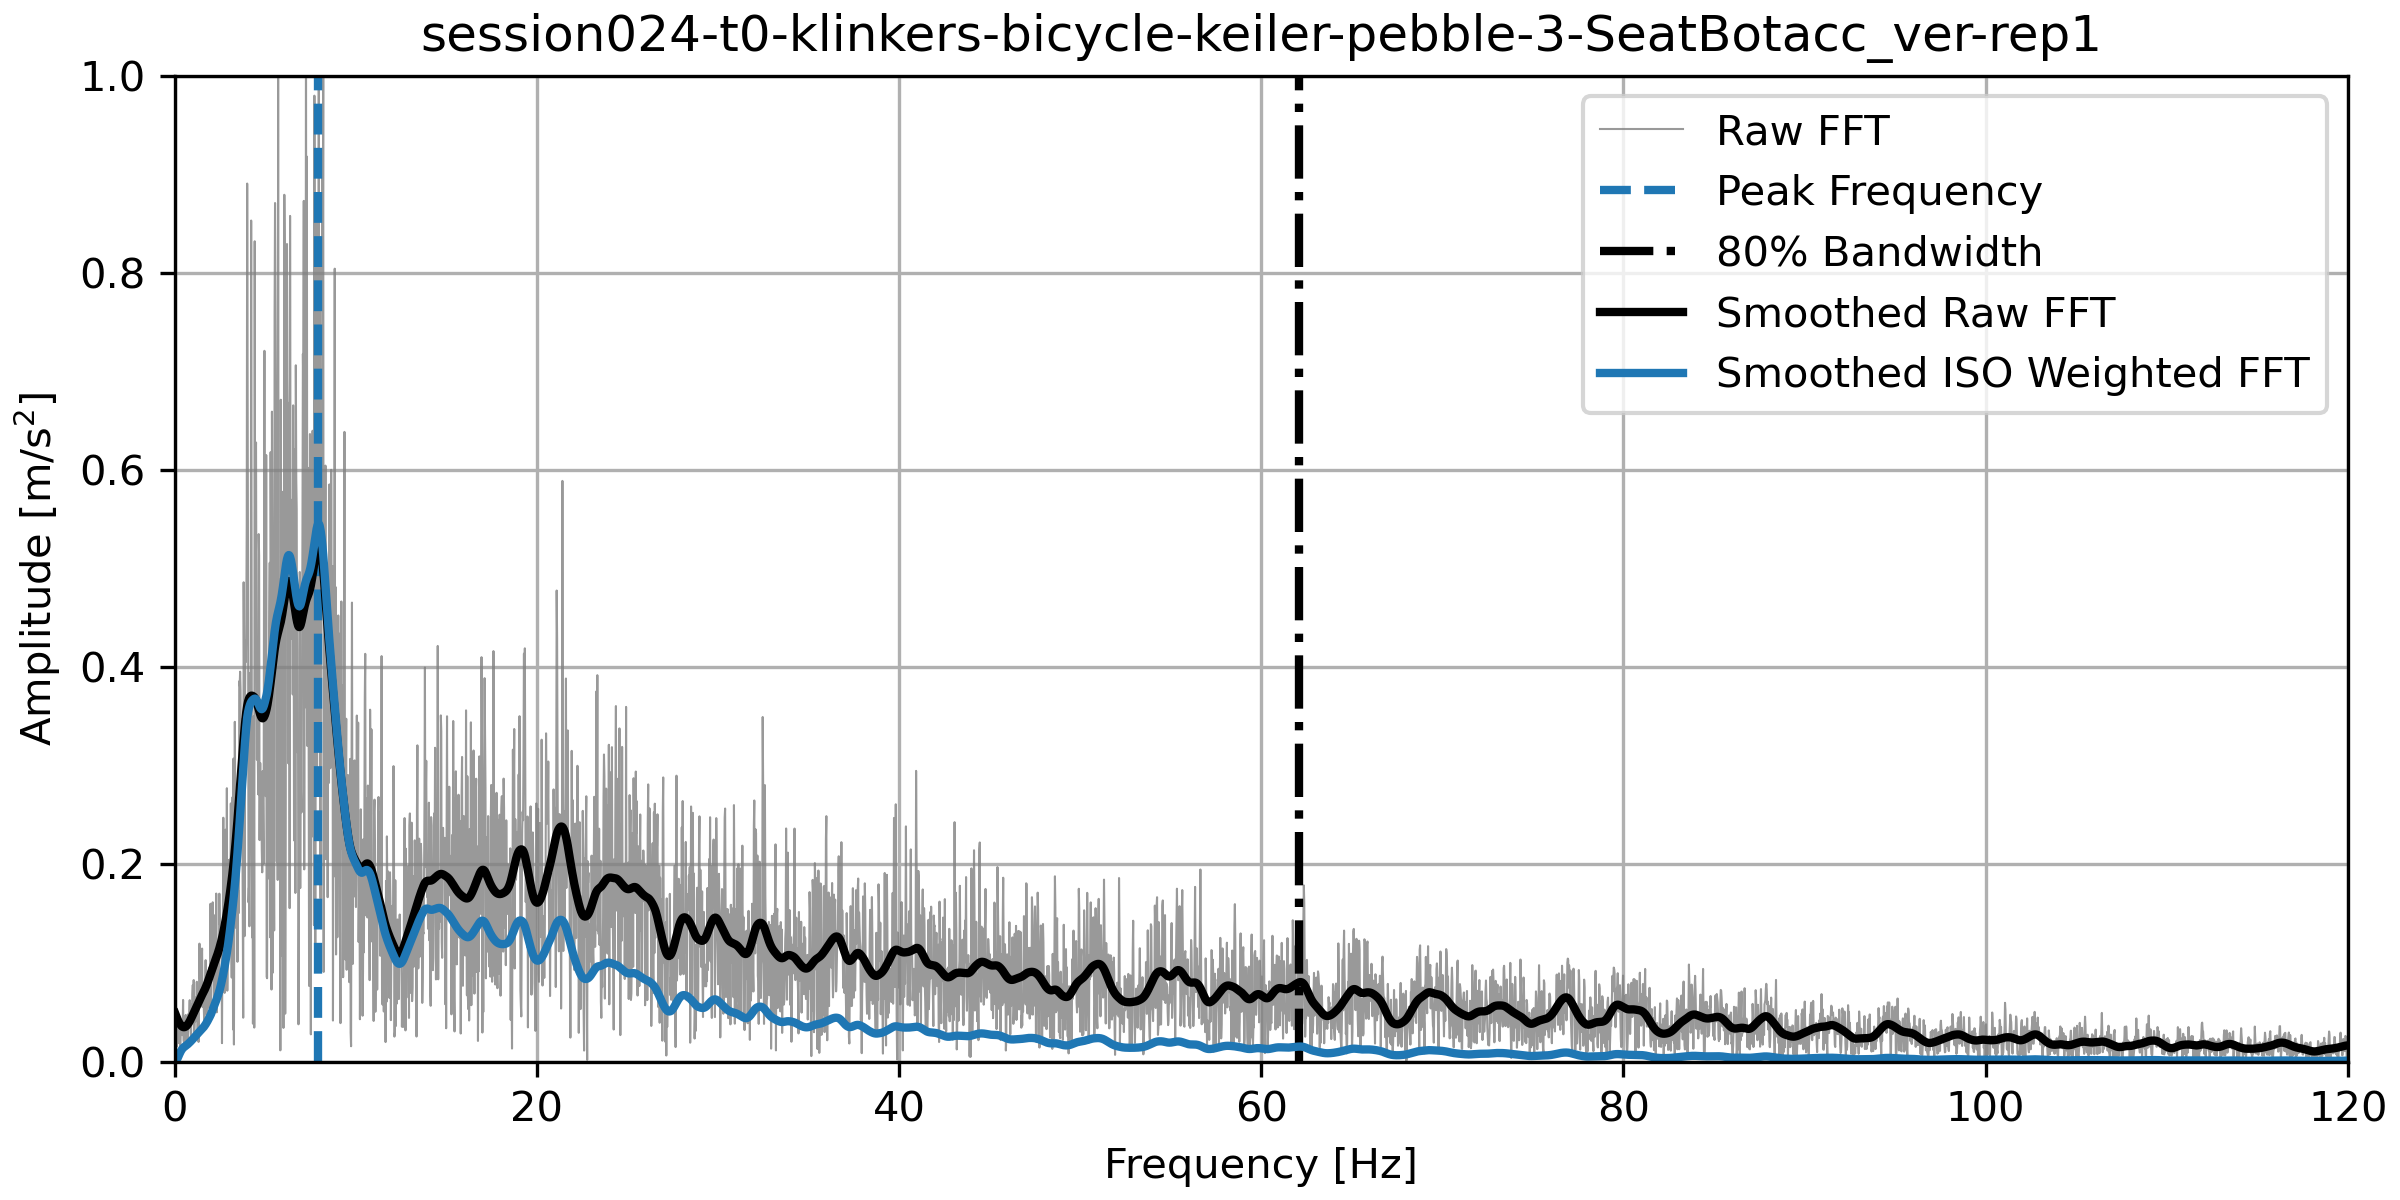 session024-t0-klinkers-bicycle-keiler-pebble-3-SeatBotacc_ver-rep1
1.0
0.8
0.6
0.4
0.2
0.0
Amplitude [m/s²]
Raw FFT
Peak Frequency
80% Bandwidth
Smoothed Raw FFT
Smoothed ISO Weighted FFT
0 20 40 60 80 100 120
Frequency [Hz]